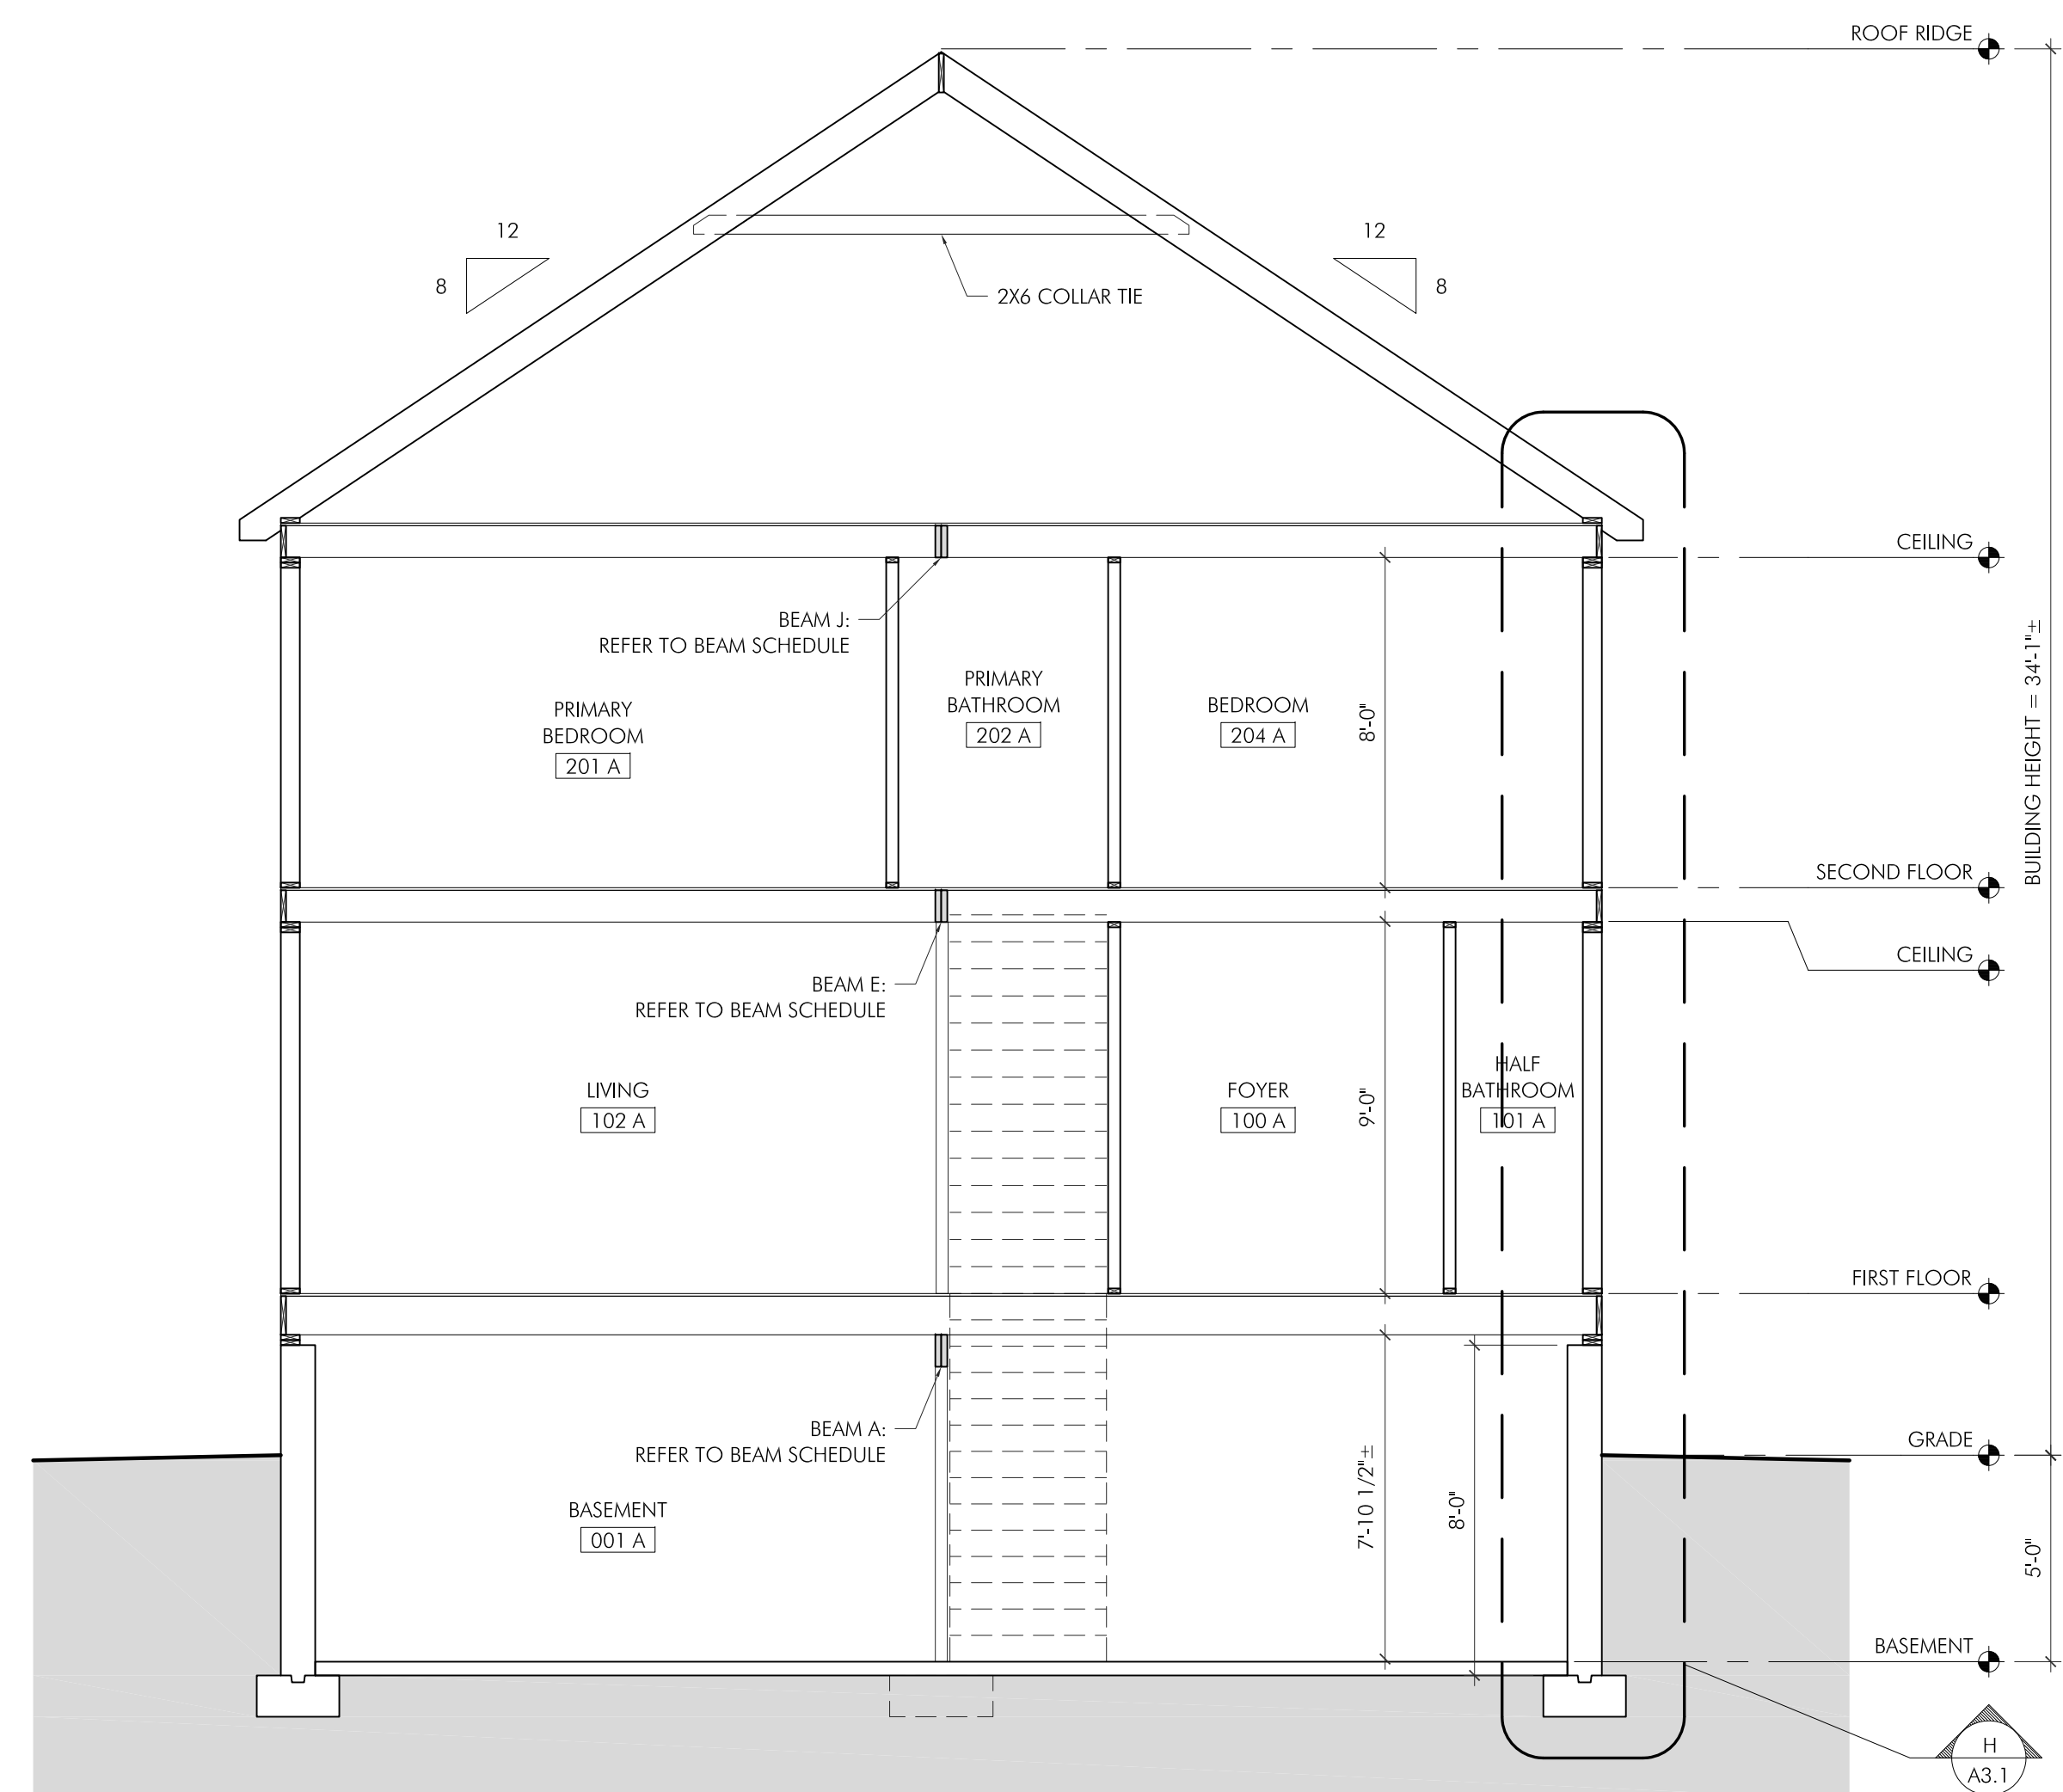 ROOF RIDGE
12
8
12
8
2X6 COLLAR TIE
CEILING
BUILDING HEIGHT = 34'-1"±
BEAM J:
REFER TO BEAM SCHEDULE
PRIMARY
BEDROOM
201 A
PRIMARY
BATHROOM
202 A
BEDROOM
204 A
8'-0"
SECOND FLOOR
CEILING
BEAM E:
REFER TO BEAM SCHEDULE
LIVING
102 A
FOYER
100 A
9'-0"
HALF
BATHROOM
101 A
FIRST FLOOR
BEAM A:
REFER TO BEAM SCHEDULE
GRADE
BASEMENT
001 A
7'-10 1/2"±
8'-0"
5'-0"
BASEMENT
H
A3.1